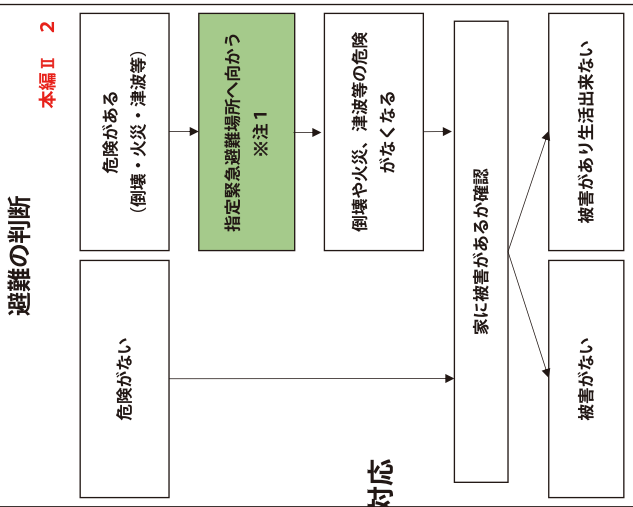 避難の判断
本編Ⅱ 2
危険がある
(倒壊・火災・津波等)
危険がない
指定緊急避難場所へ向かう
※注1
倒壊や火災、津波等の危険
がなくなる
対応
家に被害があるか確認
被害があり生活出来ない
被害がない